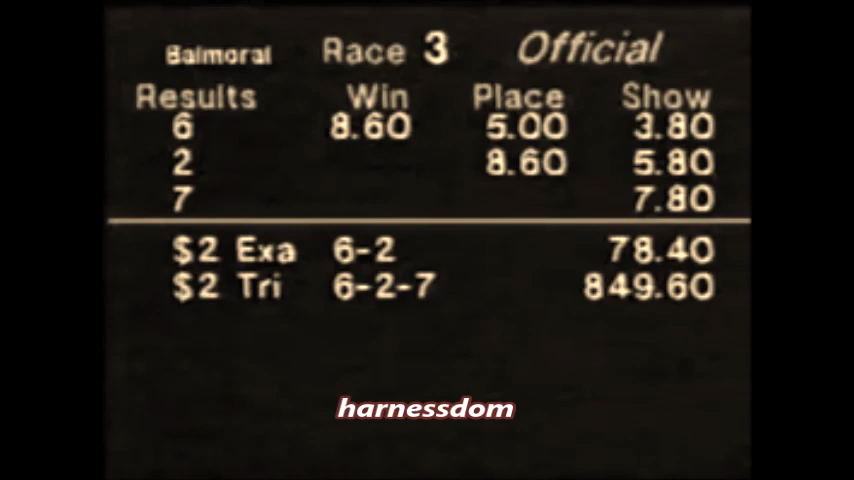 Balmoral Race 3 Official
Results Win Place Show
6 8.60 5.00 3.80
2 8.60 5.80
7 7.80
$2 Exa 6-2 78.40
$2 Tri 6-2-7 849.60
harnessdom